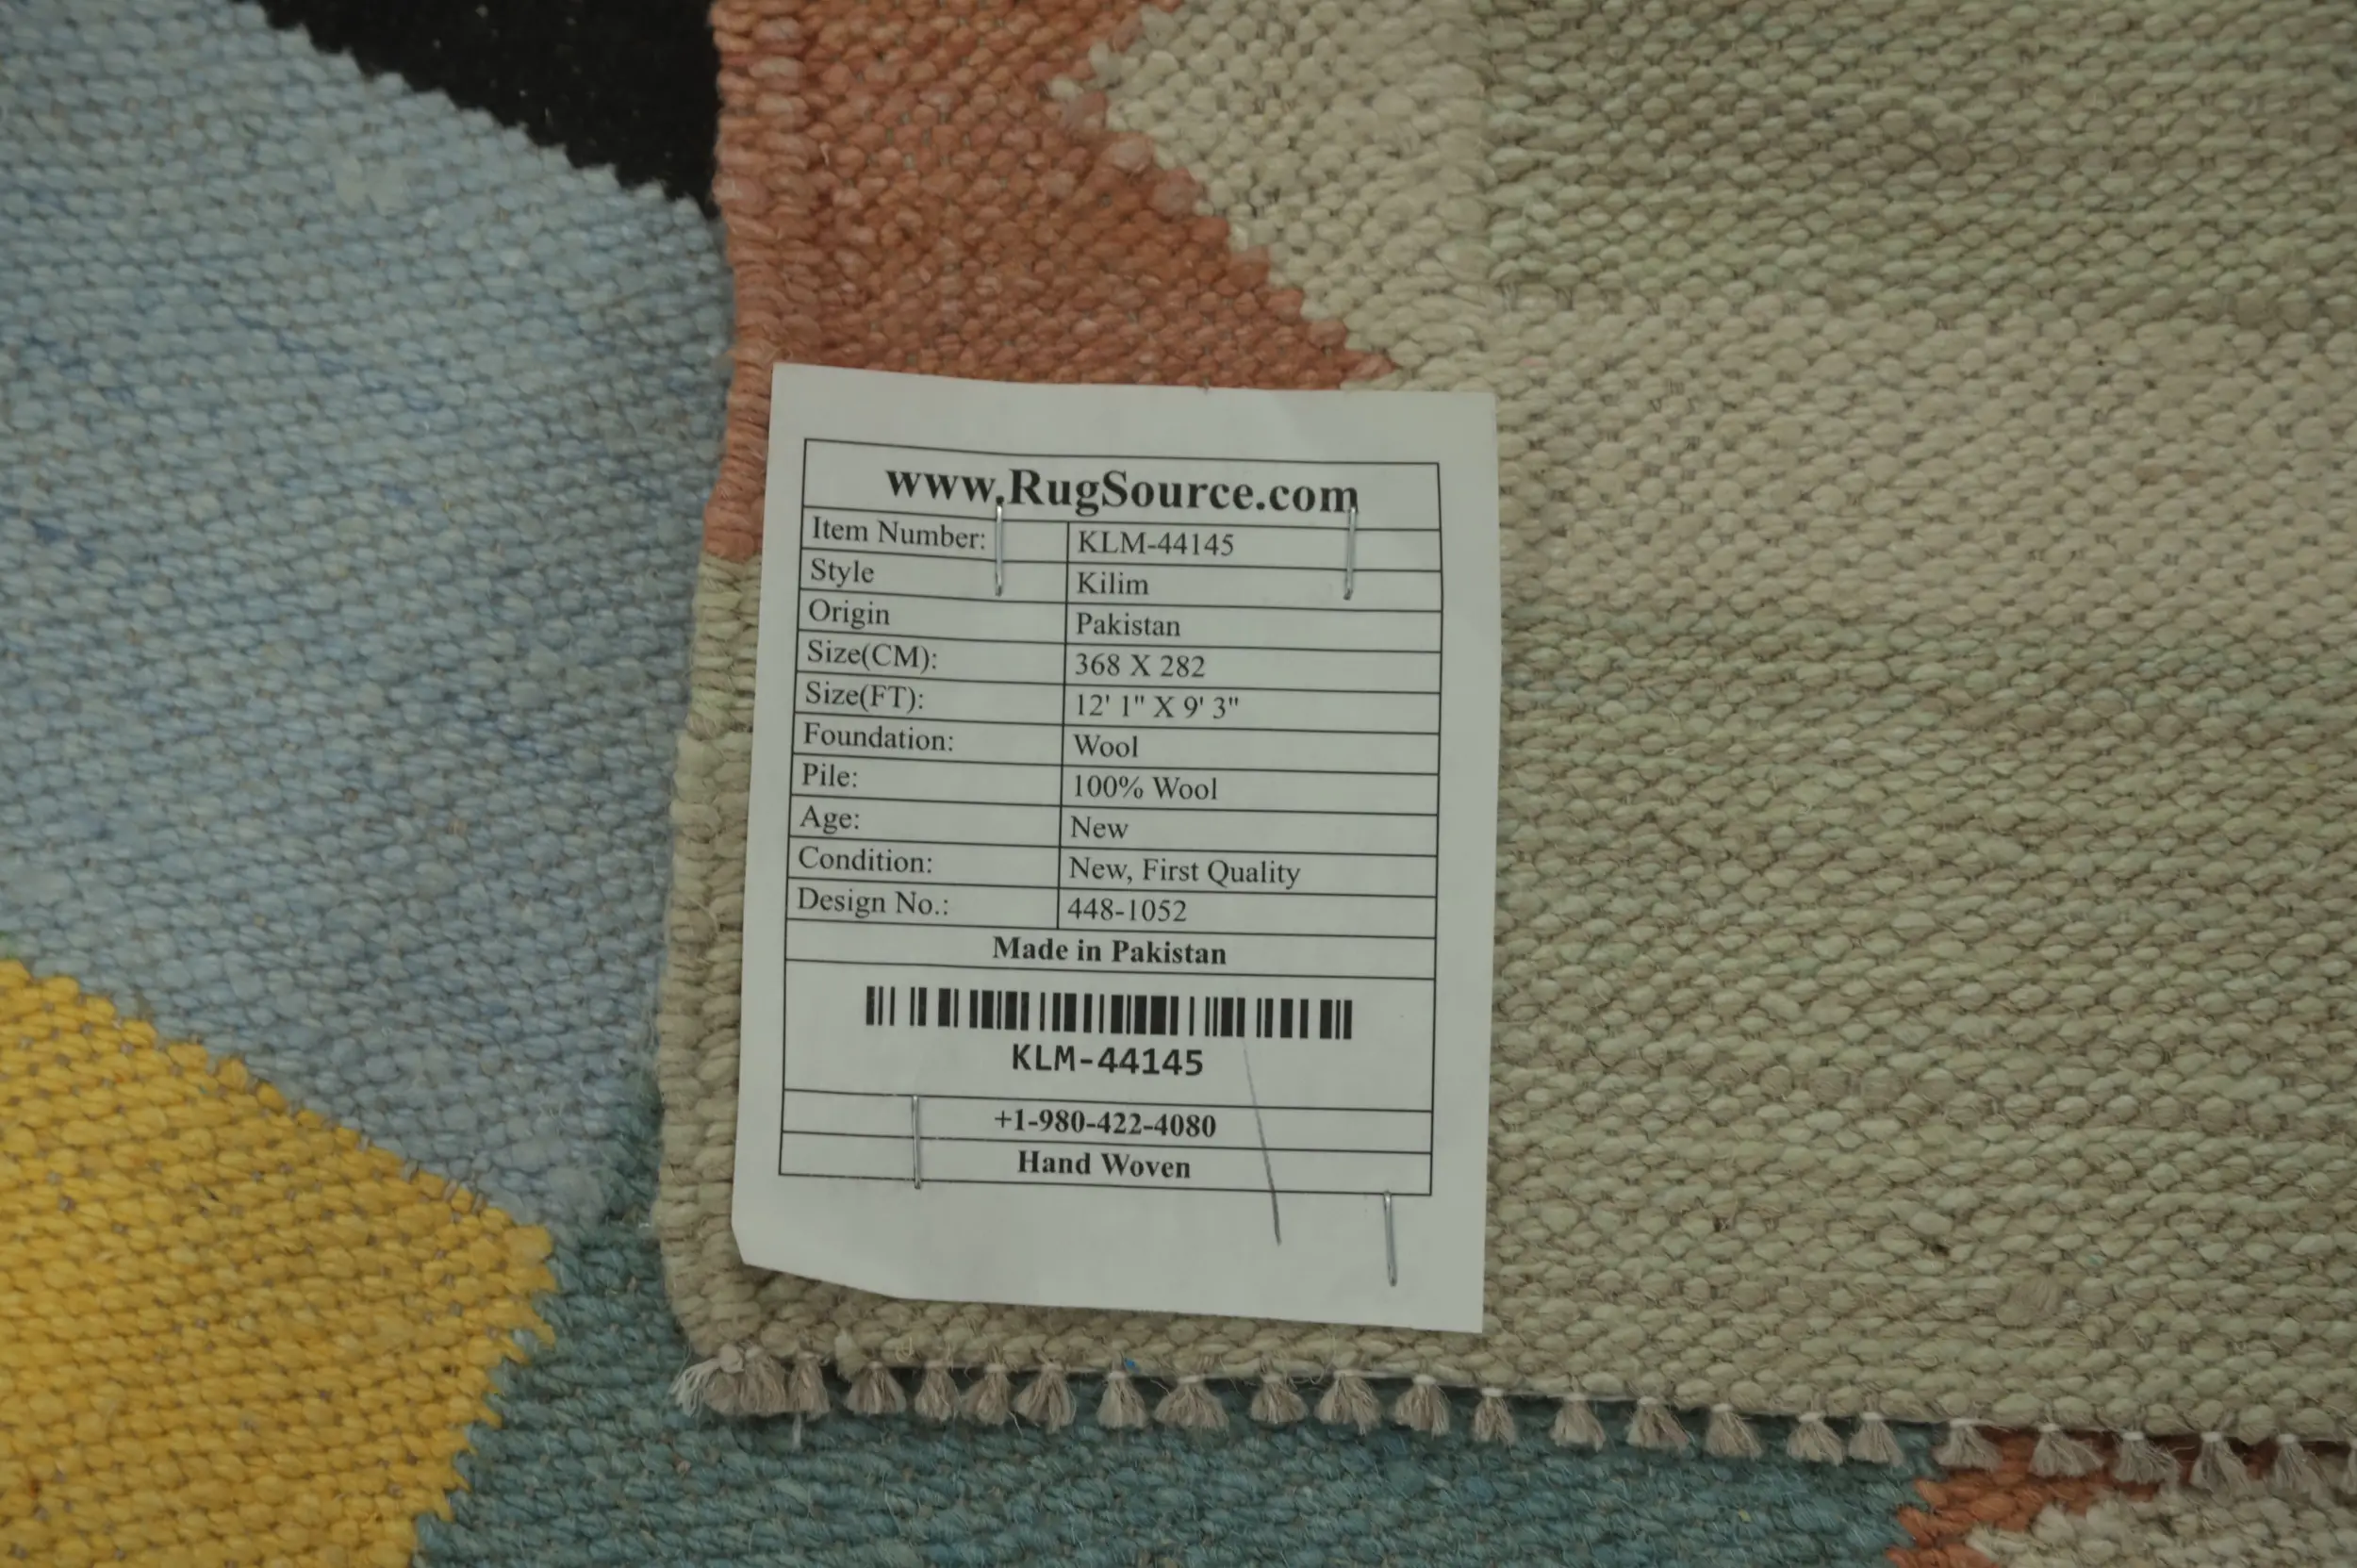 www.RugSource.com
Item Number: KLM-44145
Style Kilim
Origin Pakistan
Size(CM): 368 X 282
Size(FT): 12' 1" X 9' 3"
Foundation: Wool
Pile: 100% Wool
Age: New
Condition: New, First Quality
Design No.: 448-1052
Made in Pakistan
KLM-44145
+1-980-422-4080
Hand Woven